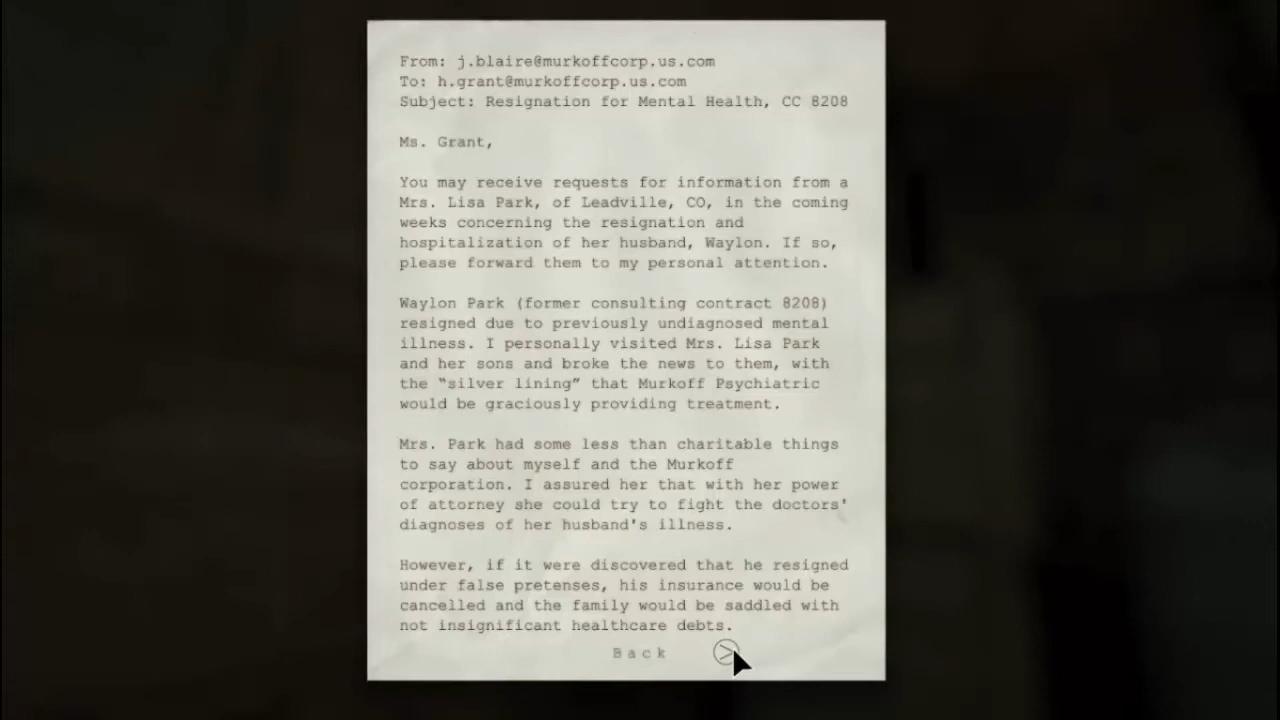 From: j.blaire@murkoffcorp.us.com
To: h.grant@murkoffcorp.us.com
Subject: Resignation for Mental Health, CC 8208
Ms. Grant,
You may receive requests for information from a
Mrs. Lisa Park, of Leadville, CO, in the coming
weeks concerning the resignation and
hospitalization of her husband, Waylon. If so,
please forward them to my personal attention.
Waylon Park (former consulting contract 8208)
resigned due to previously undiagnosed mental
illness. I personally visited Mrs. Lisa Park
and her sons and broke the news to them, with
the “silver lining” that Murkoff Psychiatric
would be graciously providing treatment.
Mrs. Park had some less than charitable things
to say about myself and the Murkoff
corporation. I assured her that with her power
of attorney she could try to fight the doctors'
diagnoses of her husband's illness.
However, if it were discovered that he resigned
under false pretenses, his insurance would be
cancelled and the family would be saddled with
not insignificant healthcare debts.
Back >